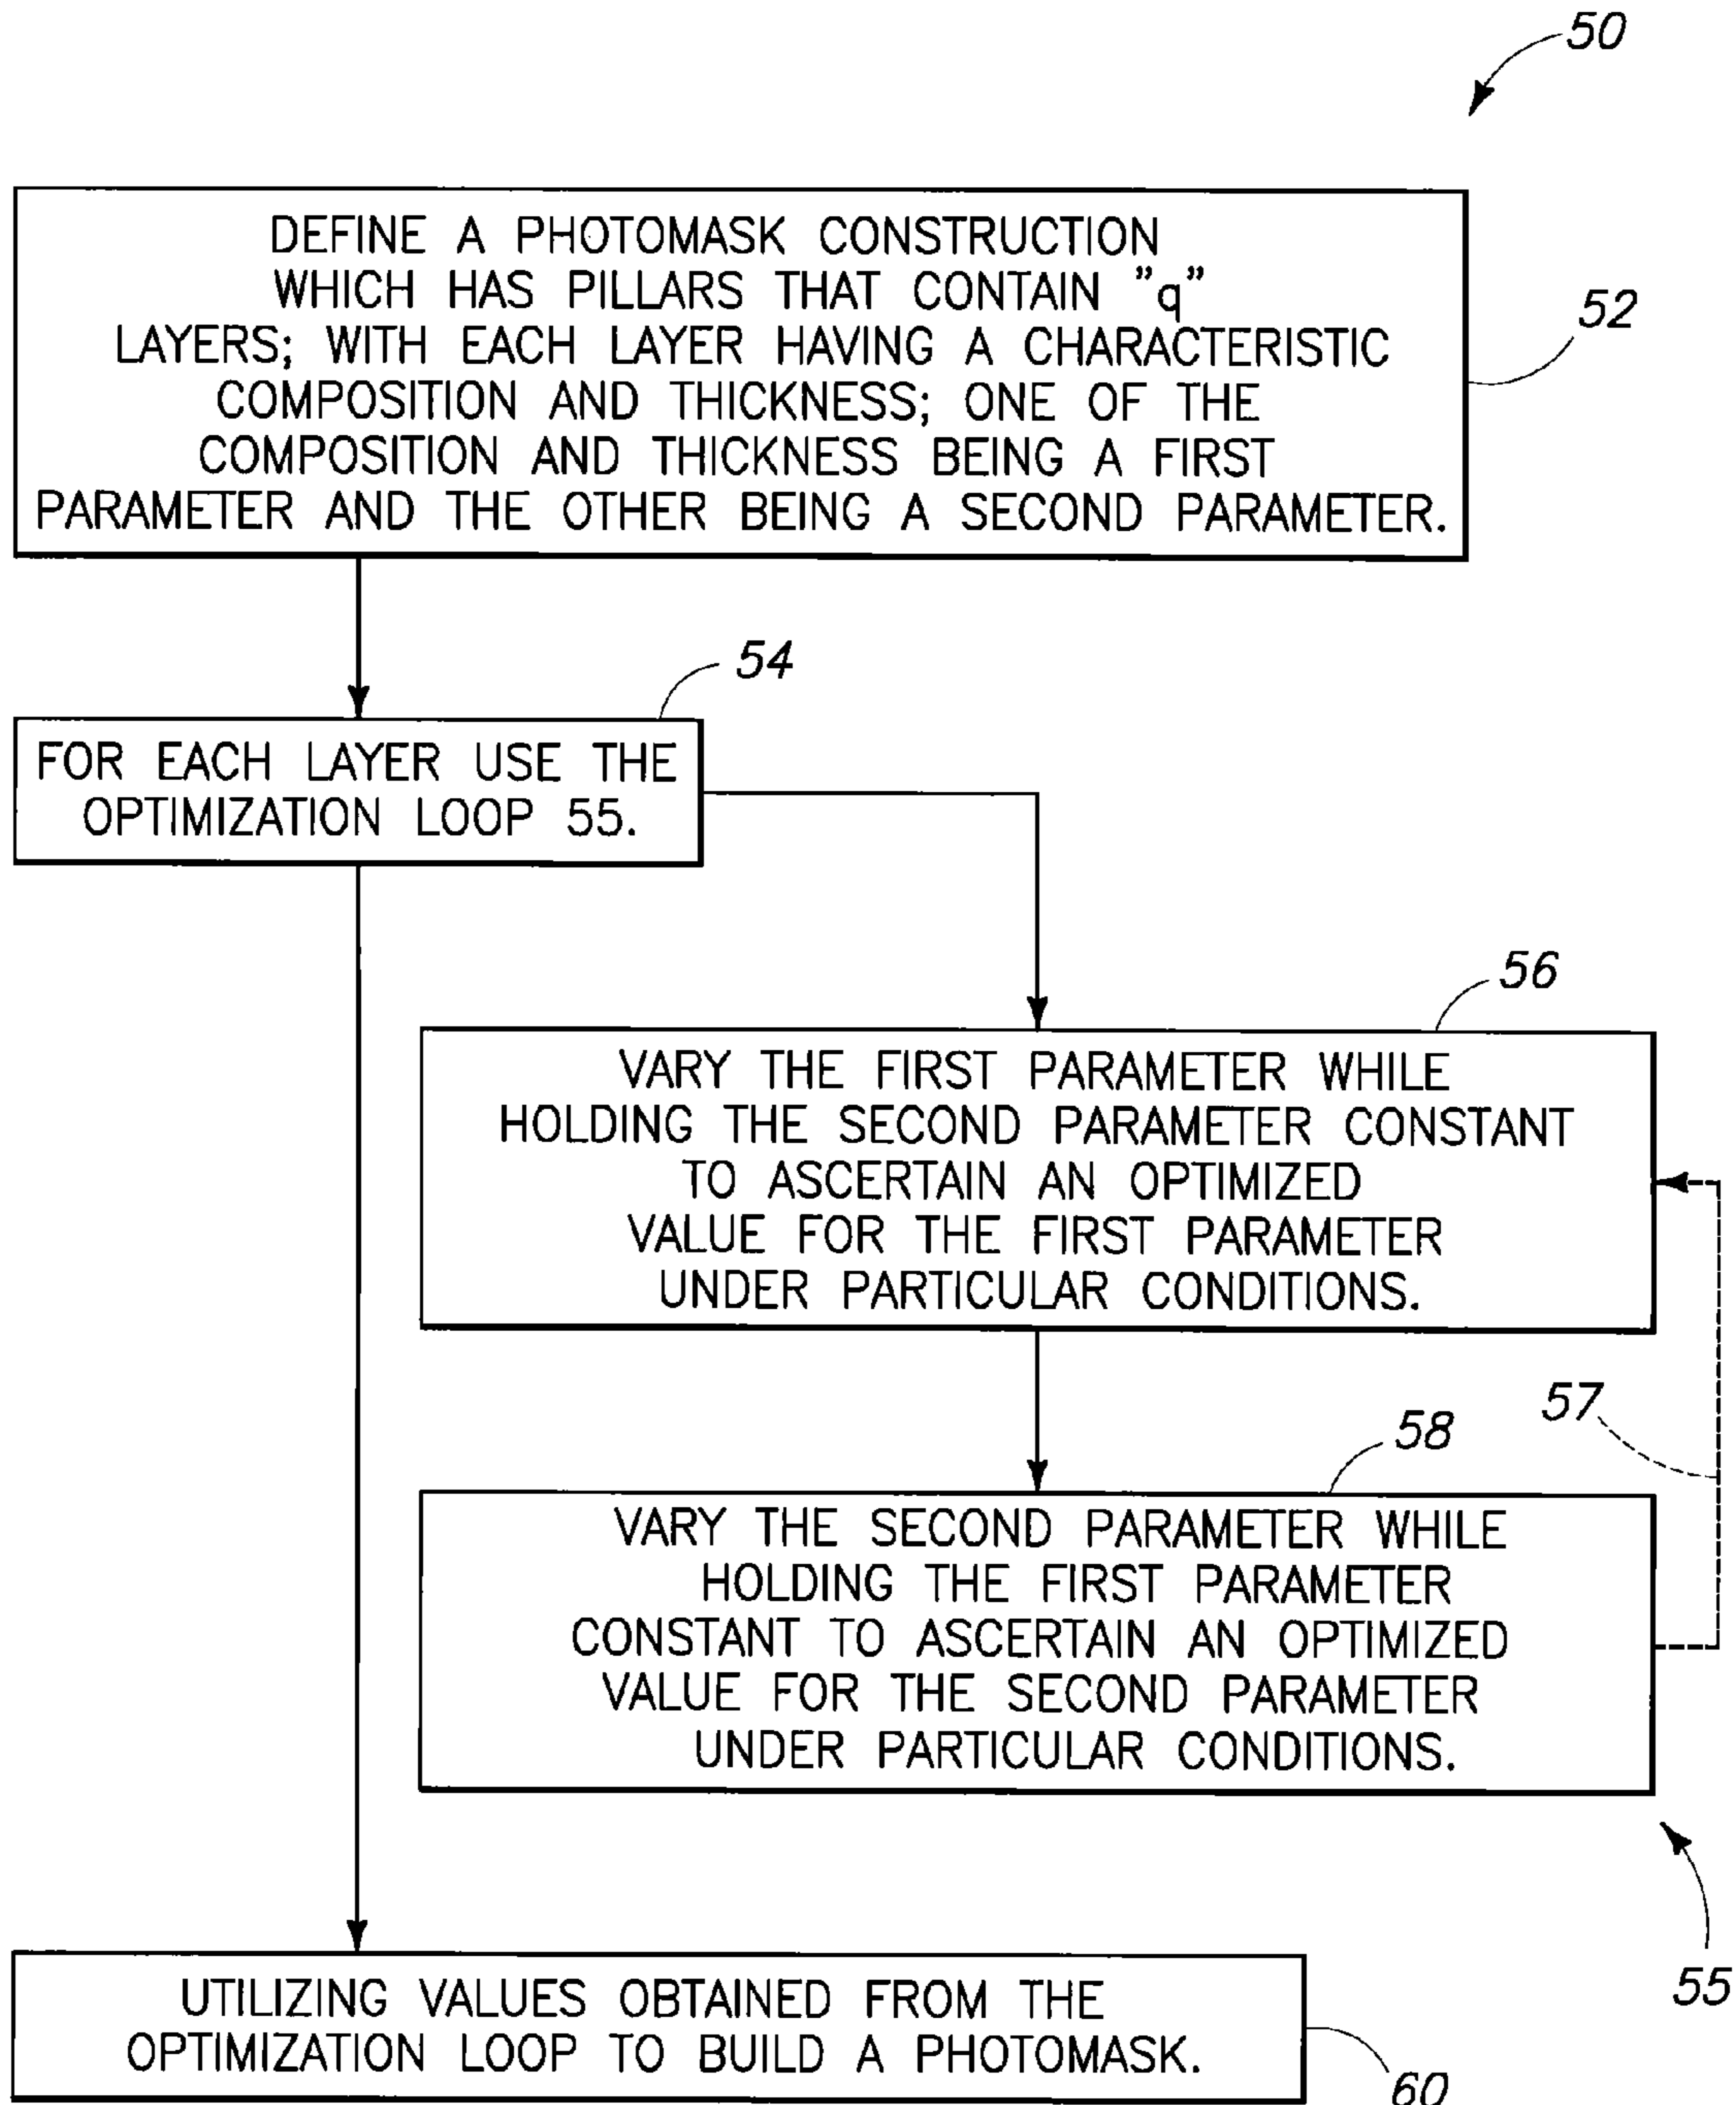 50
DEFINE A PHOTOMASK CONSTRUCTION
WHICH HAS PILLARS THAT CONTAIN "q"
LAYERS; WITH EACH LAYER HAVING A CHARACTERISTIC
COMPOSITION AND THICKNESS; ONE OF THE
COMPOSITION AND THICKNESS BEING A FIRST
PARAMETER AND THE OTHER BEING A SECOND PARAMETER.
52
54
FOR EACH LAYER USE THE
OPTIMIZATION LOOP 55.
56
VARY THE FIRST PARAMETER WHILE
HOLDING THE SECOND PARAMETER CONSTANT
TO ASCERTAIN AN OPTIMIZED
VALUE FOR THE FIRST PARAMETER
UNDER PARTICULAR CONDITIONS.
57
58
VARY THE SECOND PARAMETER WHILE
HOLDING THE FIRST PARAMETER
CONSTANT TO ASCERTAIN AN OPTIMIZED
VALUE FOR THE SECOND PARAMETER
UNDER PARTICULAR CONDITIONS.
55
UTILIZING VALUES OBTAINED FROM THE
OPTIMIZATION LOOP TO BUILD A PHOTOMASK.
60